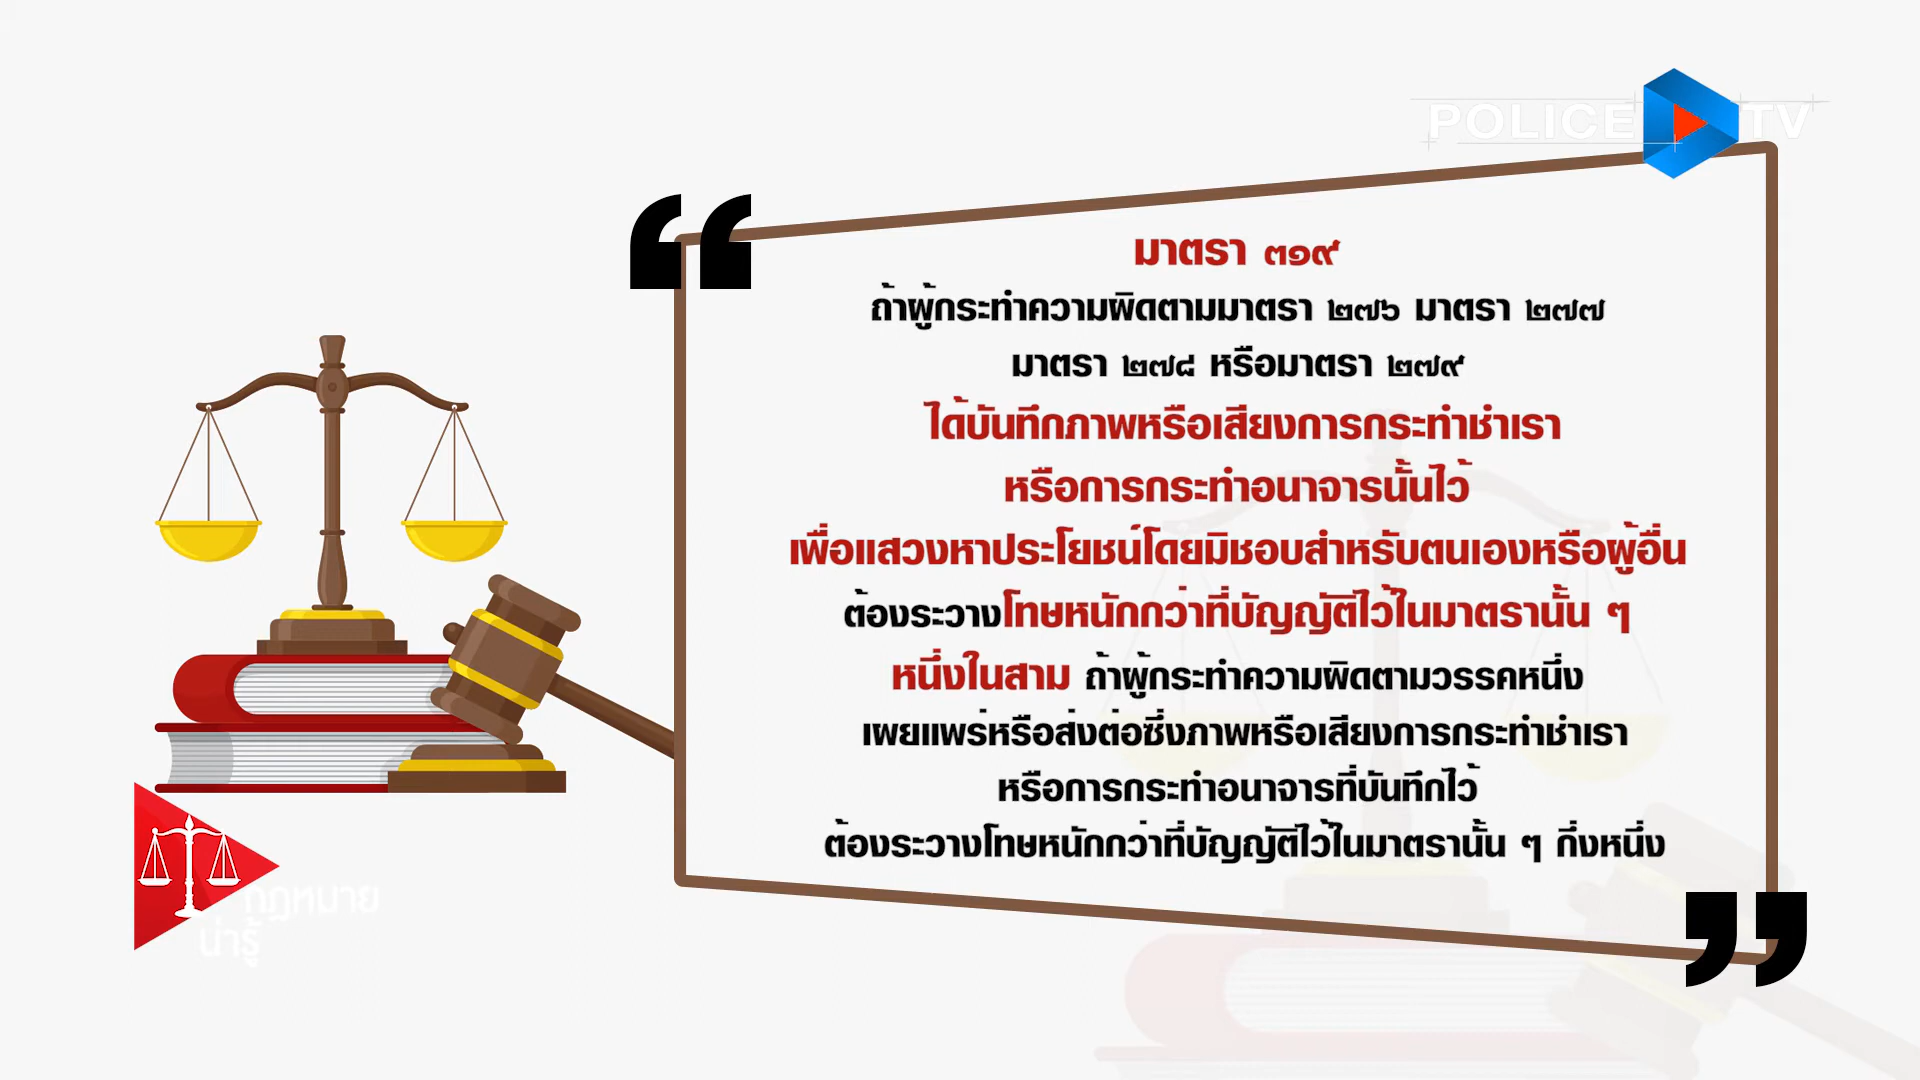 POLICE TV
มาตรา ๓๑๙
ถ้าผู้กระทำความผิดตามมาตรา ๒๗๖ มาตรา ๒๗๗
มาตรา ๒๗๘ หรือมาตรา ๒๗๙
ได้บันทึกภาพหรือเสียงการกระทำชำเรา
หรือการกระทำอนาจารนั้นไว้
เพื่อแสวงหาประโยชน์โดยมิชอบสำหรับตนเองหรือผู้อื่น
ต้องระวางโทษหนักกว่าที่บัญญัติไว้ในมาตรานั้น ๆ
หนึ่งในสาม ถ้าผู้กระทำความผิดตามวรรคหนึ่ง
เผยแพร่หรือส่งต่อซึ่งภาพหรือเสียงการกระทำชำเรา
หรือการกระทำอนาจารที่บันทึกไว้
ต้องระวางโทษหนักกว่าที่บัญญัติไว้ในมาตรานั้น ๆ กึ่งหนึ่ง
กฎหมาย
น่ารู้